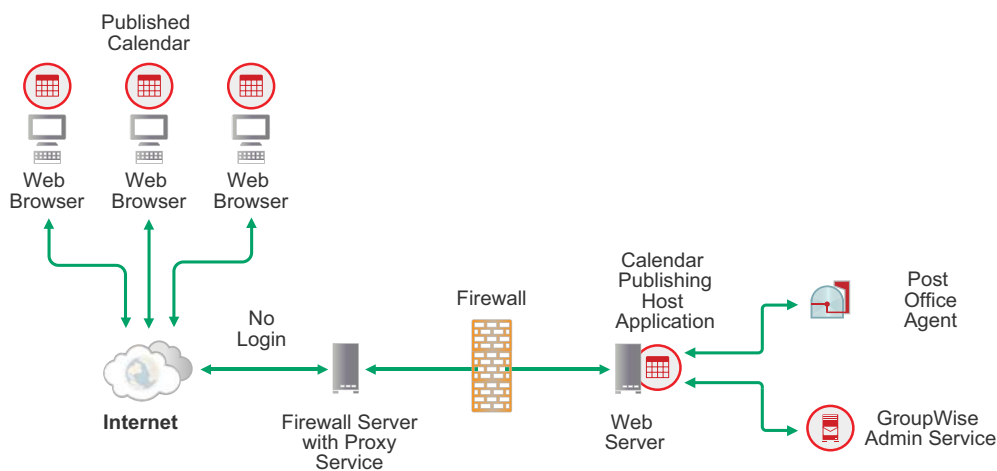 Published
Calendar
Web
Browser
Web
Browser
Web
Browser
No
Login
Firewall
Calendar
Publishing
Host
Application
Post
Office
Agent
Internet
Firewall Server
with Proxy
Service
Web
Server
GroupWise
Admin Service